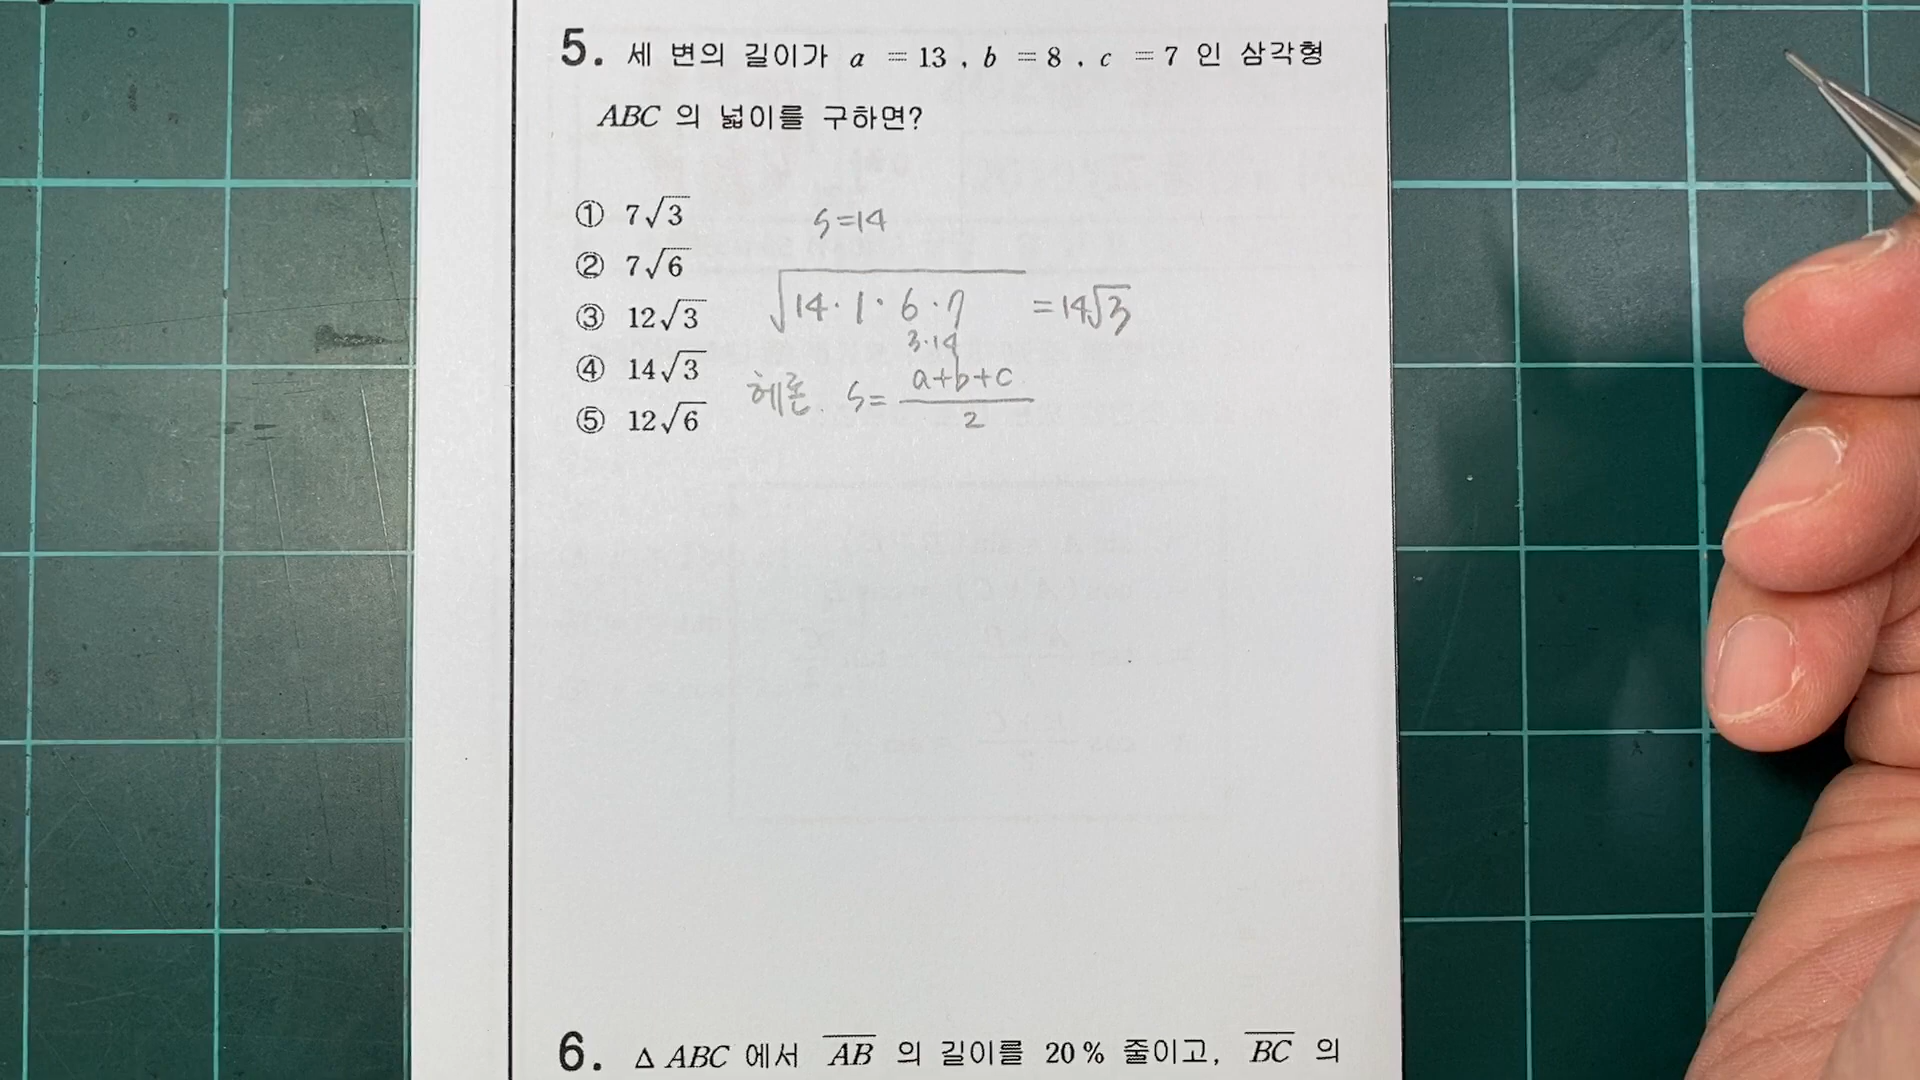 5. 세 변의 길이가 a = 13 , b = 8 , c = 7 인 삼각형
ABC 의 넓이를 구하면?
① 7√3
② 7√6
③ 12√3
④ 14√3
⑤ 12√6
s=14
√14·1·6·7 = 14√3
3·14
헤론. s= a+b+c / 2
6. △ ABC 에서 AB 의 길이를 20 % 줄이고, BC 의